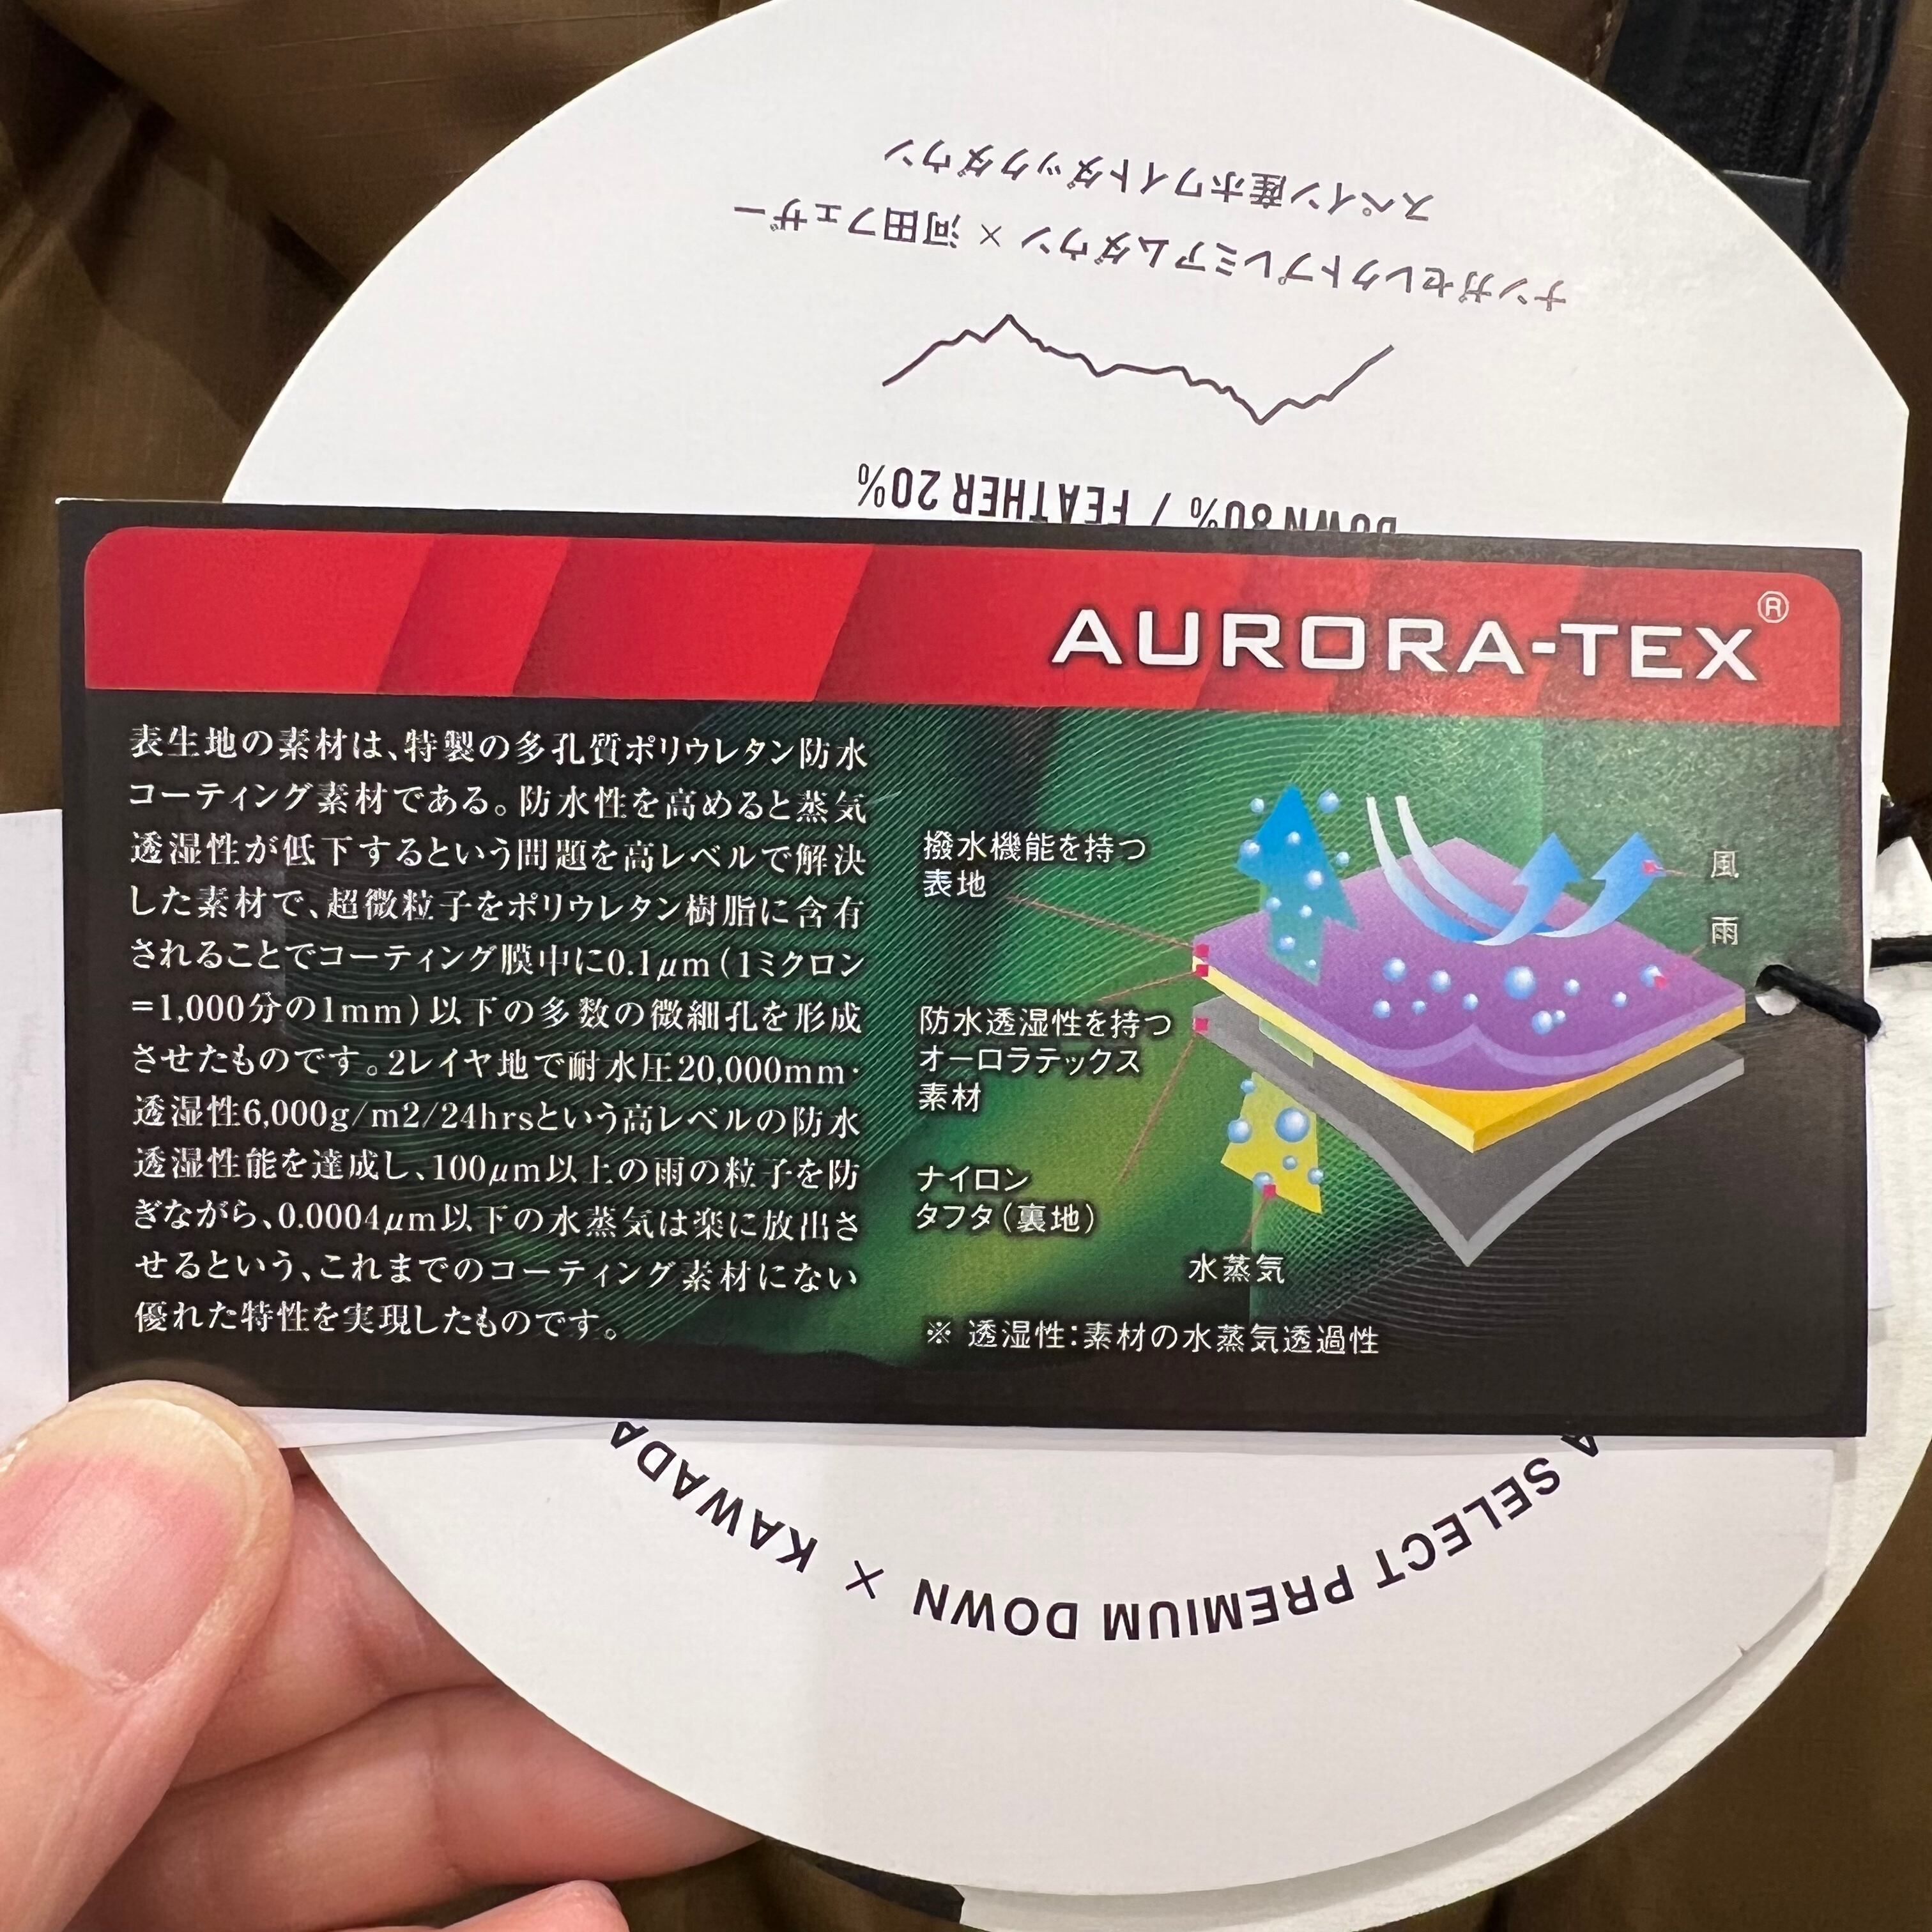 スペイン産ホワイトダックダウン
ナンガセレクトプレミアムダウン × 河田フェザー
DOWN 80% / FEATHER 20%
AURORA-TEX®
表生地の素材は、特製の多孔質ポリウレタン防水
コーティング素材である。防水性を高めると蒸気
透湿性が低下するという問題を高レベルで解決
した素材で、超微粒子をポリウレタン樹脂に含有
されることでコーティング膜中に0.1μm(1ミクロン
=1,000分の1mm)以下の多数の微細孔を形成
させたものです。2レイヤ地で耐水圧20,000mm・
透湿性6,000g/m2/24hrsという高レベルの防水
透湿性能を達成し、100μm以上の雨の粒子を防
ぎながら、0.0004μm以下の水蒸気は楽に放出さ
せるという、これまでのコーティング素材にない
優れた特性を実現したものです。
撥水機能を持つ
表地
風
雨
防水透湿性を持つ
オーロラテックス
素材
ナイロン
タフタ(裏地)
水蒸気
※ 透湿性:素材の水蒸気透過性
A SELECT PREMIUM DOWN × KAWADA